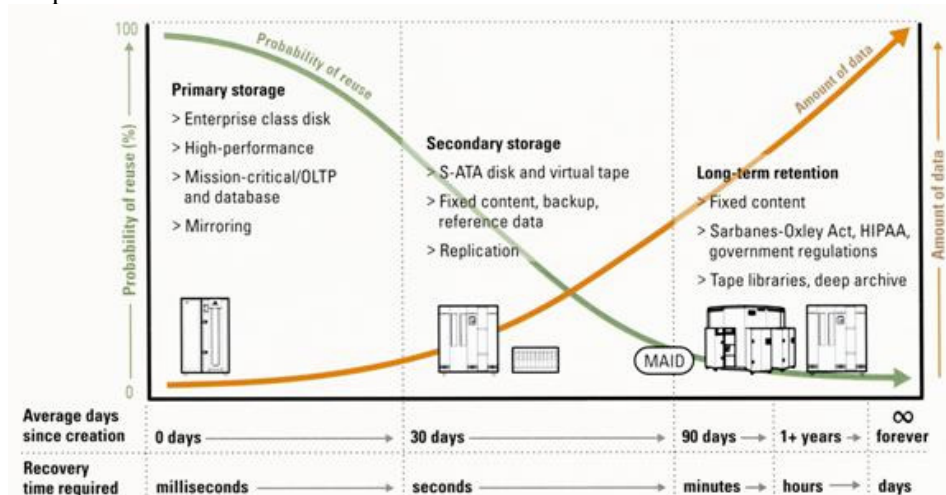 100
Probability of reuse (%)
0
Probability of reuse
Amount of data
Amount of data
Primary storage
> Enterprise class disk
> High-performance
> Mission-critical/OLTP
and database
> Mirroring
Secondary storage
> S-ATA disk and virtual tape
> Fixed content, backup,
reference data
> Replication
Long-term retention
> Fixed content
> Sarbanes-Oxley Act, HIPAA,
government regulations
> Tape libraries, deep archive
MAID
Average days
since creation
0 days
30 days
90 days
1+ years
∞
forever
Recovery
time required
milliseconds
seconds
minutes
hours
days